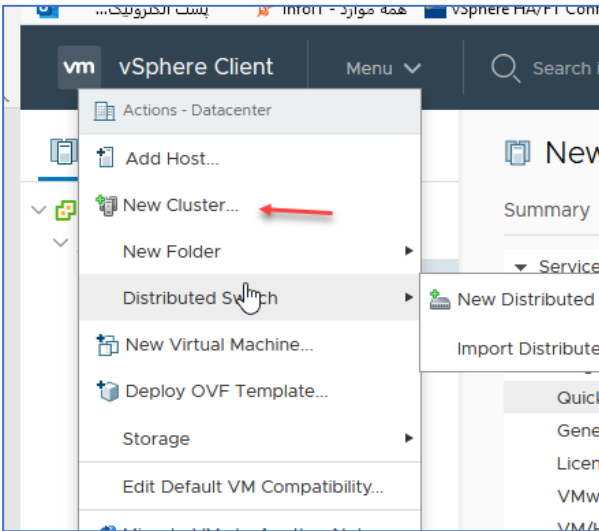 پست الکترونیک...
همه موارد - InfoIT
vSphere HA/FT Conf
vm vSphere Client Menu
Search
Actions - Datacenter
Add Host...
New Cluster...
New Folder
Distributed Switch
New Virtual Machine...
Deploy OVF Template...
Storage
Edit Default VM Compatibility...
New
Summary
Service
New Distributed
Import Distribute
Quick
Gene
Licen
VMw
VM/H